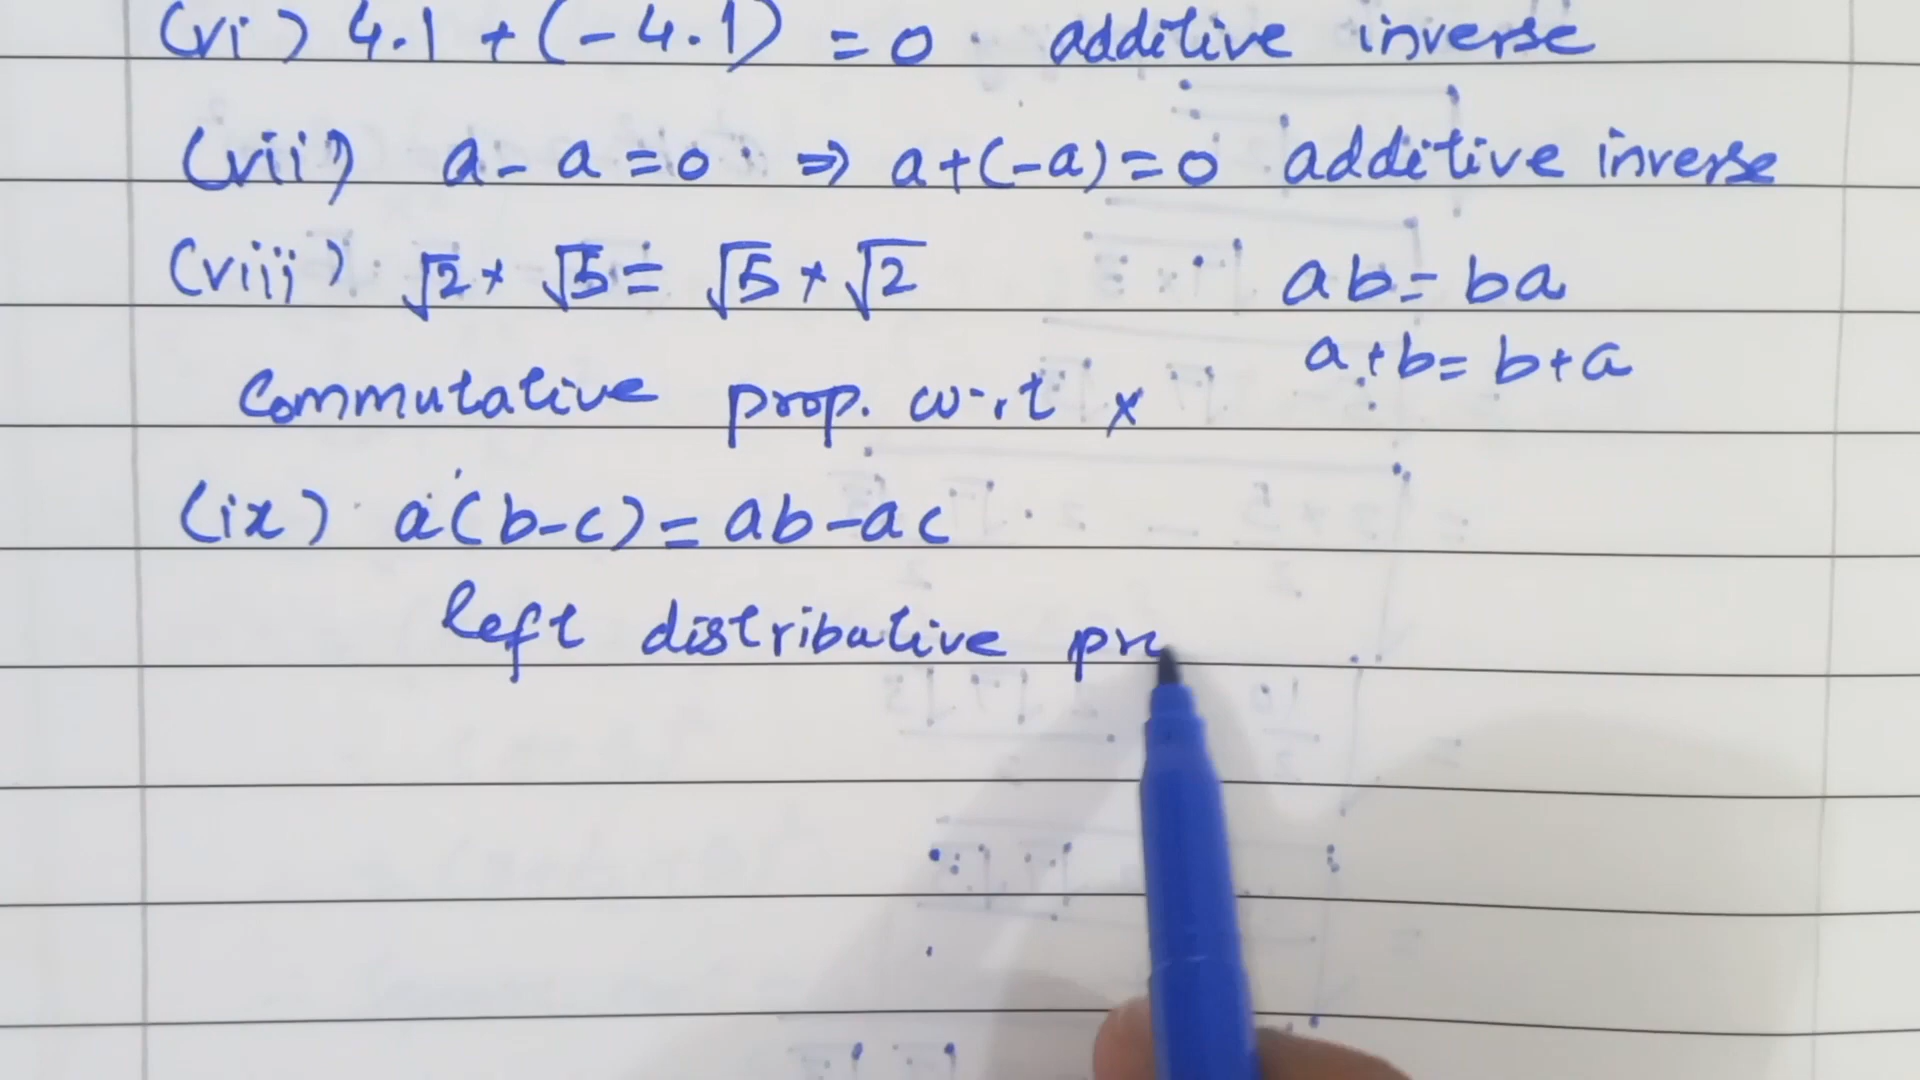 (vi) 4.1 + (-4.1) = 0 additive inverse
(vii) a - a = 0 ⇒ a+(-a) = 0 additive inverse
(viii) √2 × √5 = √5 × √2 ab = ba
a+b = b+a
Commutative prop. w.r.t ×
(ix) a(b-c) = ab-ac
left distributive pr